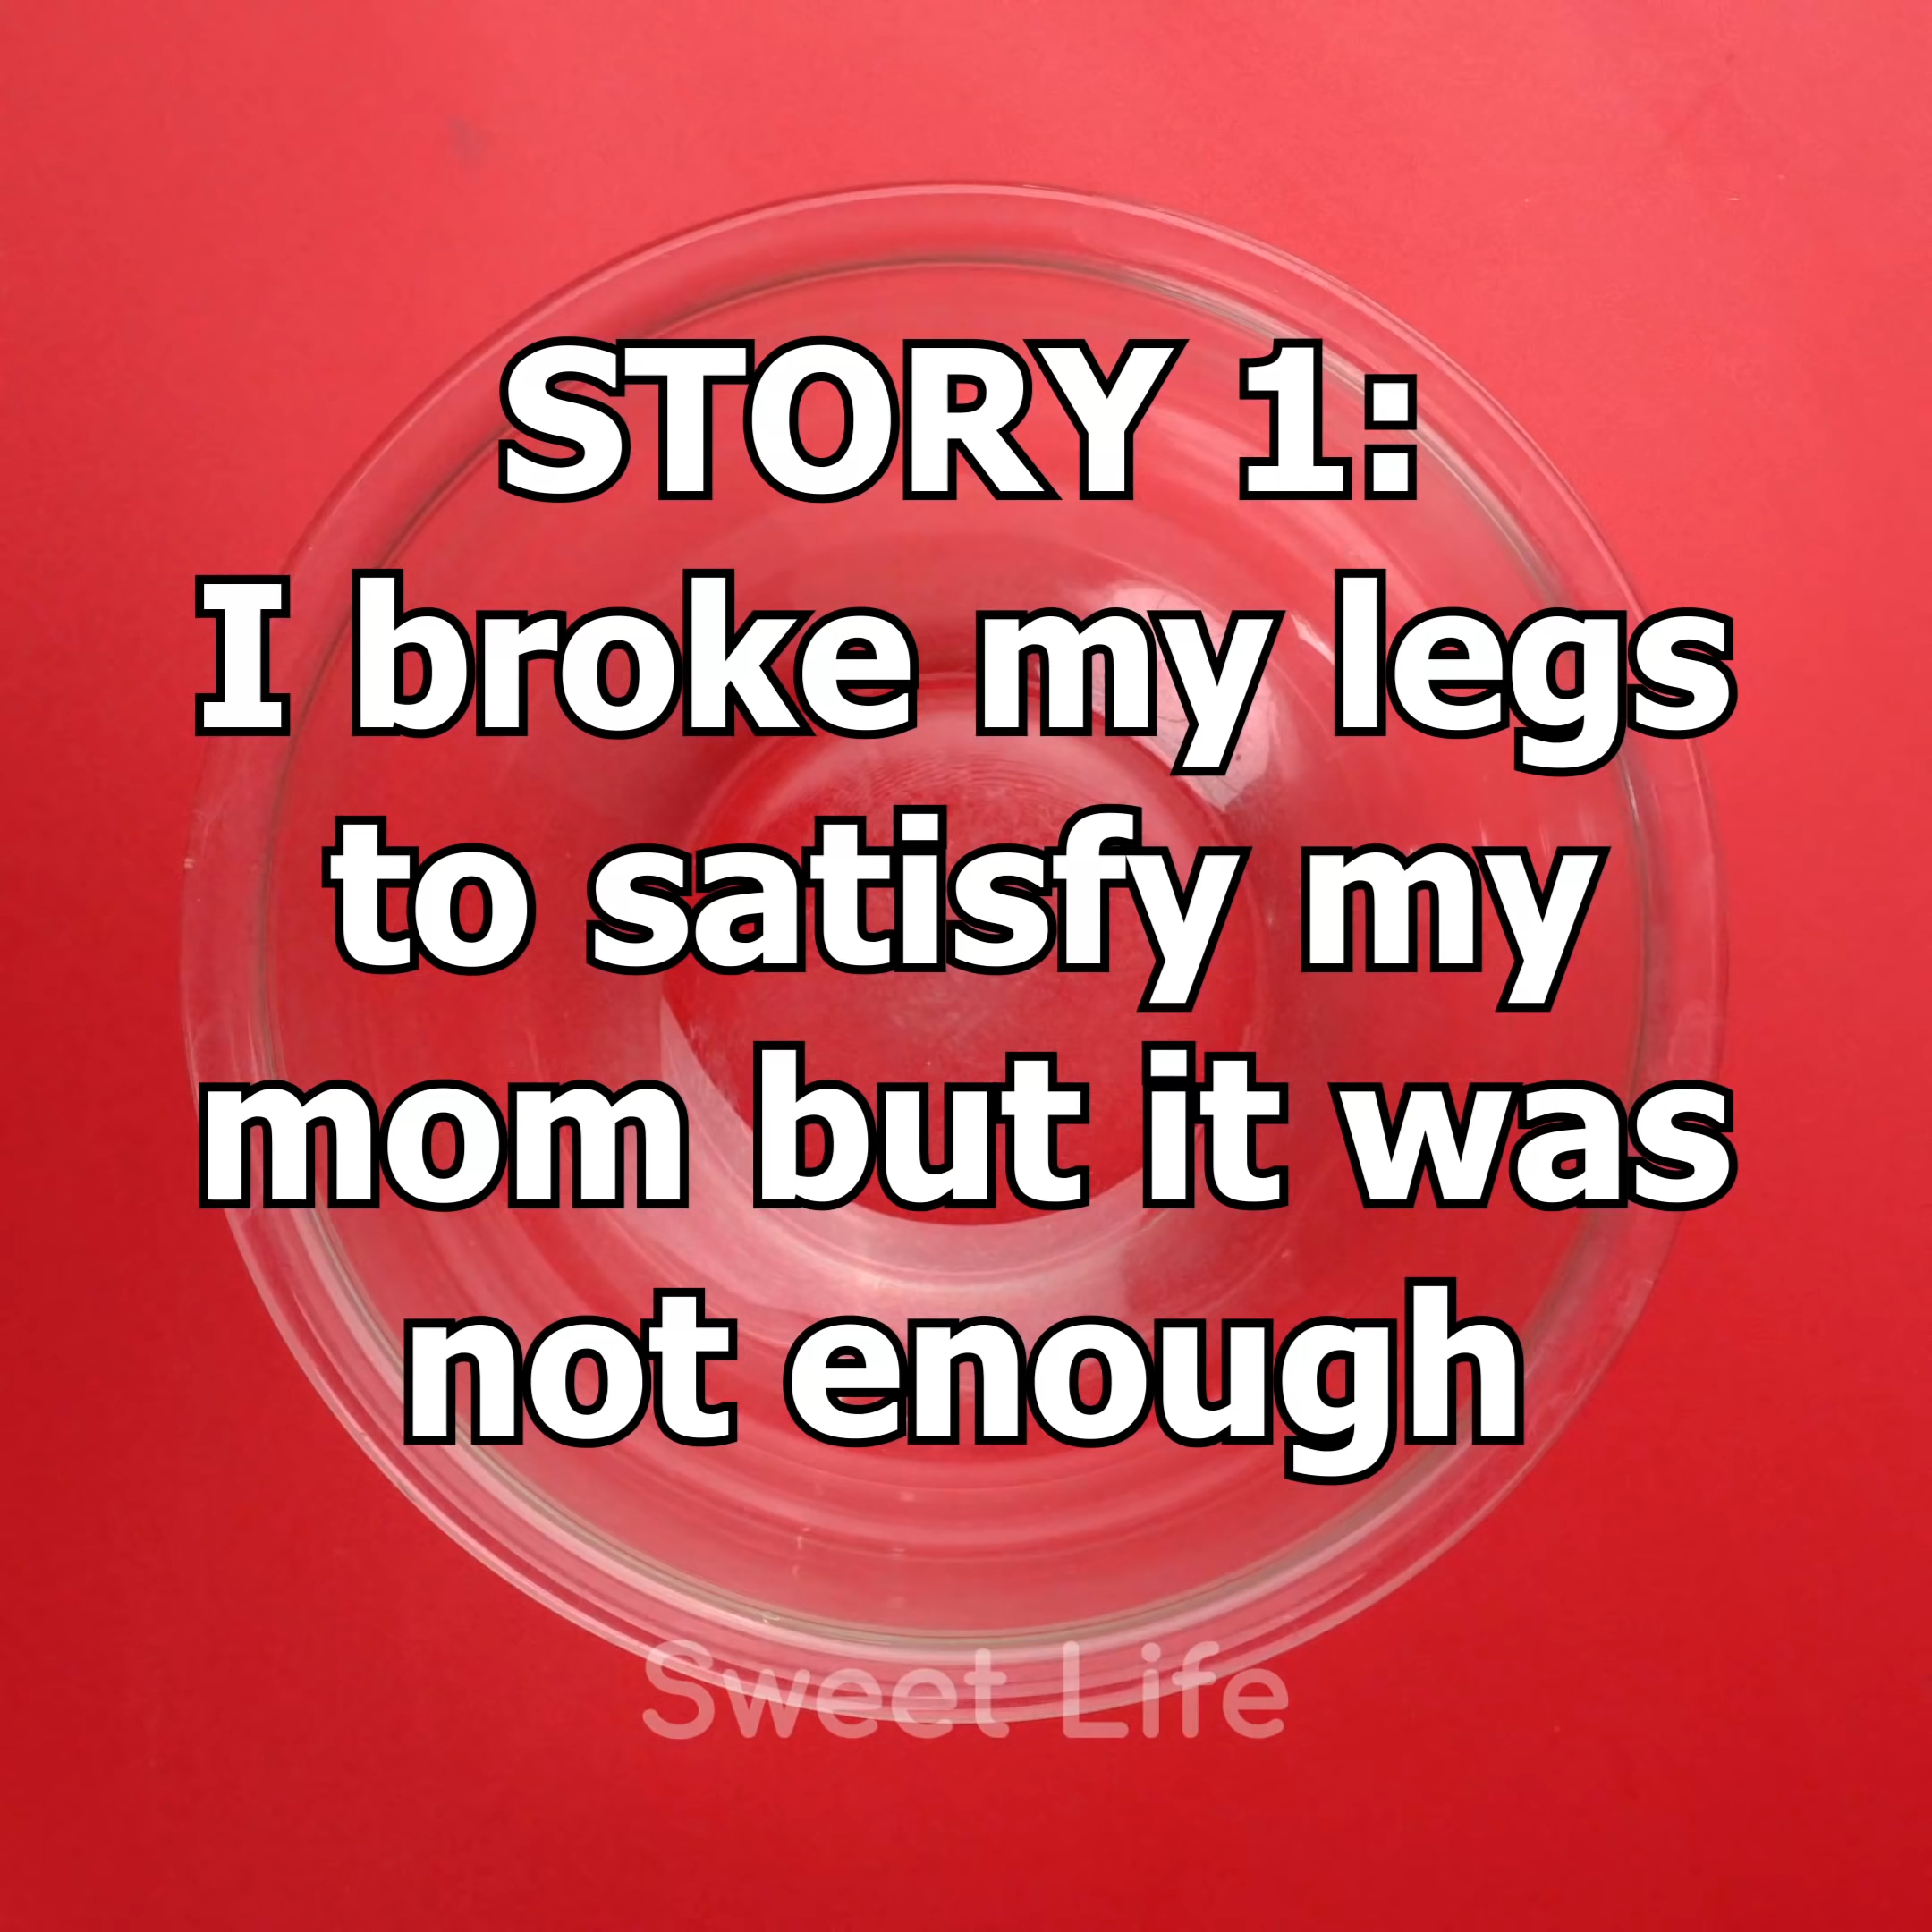 STORY 1:
I broke my legs
to satisfy my
mom but it was
not enough
Sweet Life